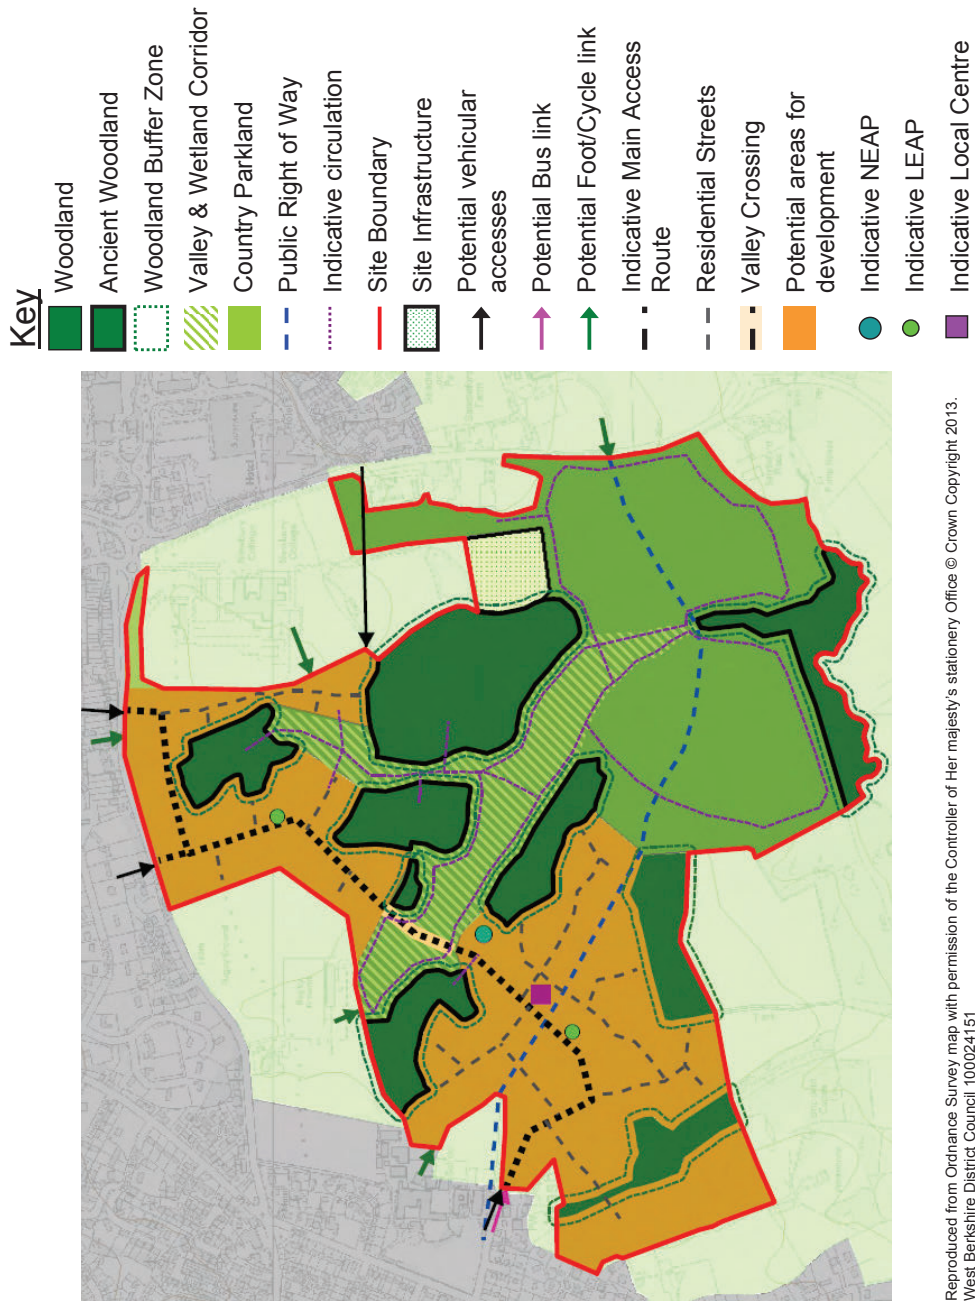 Key
Woodland
Ancient Woodland
Woodland Buffer Zone
Valley & Wetland Corridor
Country Parkland
Public Right of Way
Indicative circulation
Site Boundary
Site Infrastructure
Potential vehicular
accesses
Potential Bus link
Potential Foot/Cycle link
Indicative Main Access
Route
Residential Streets
Valley Crossing
Potential areas for
development
Indicative NEAP
Indicative LEAP
Indicative Local Centre
Reproduced from Ordnance Survey map with permission of the Controller of Her majesty's stationery Office © Crown Copyright 2013.
West Berkshire District Council 100024151